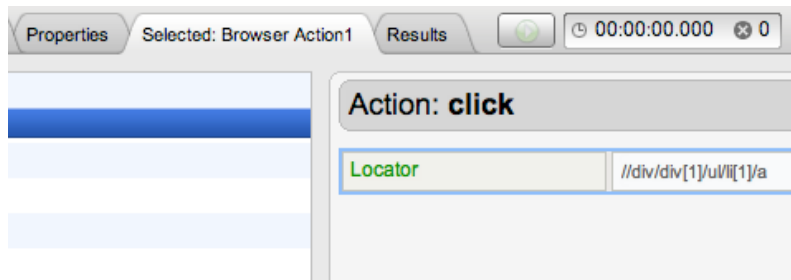 Properties Selected: Browser Action1 Results 00:00:00.000 0
Action: click
Locator //div/div[1]/ul/li[1]/a